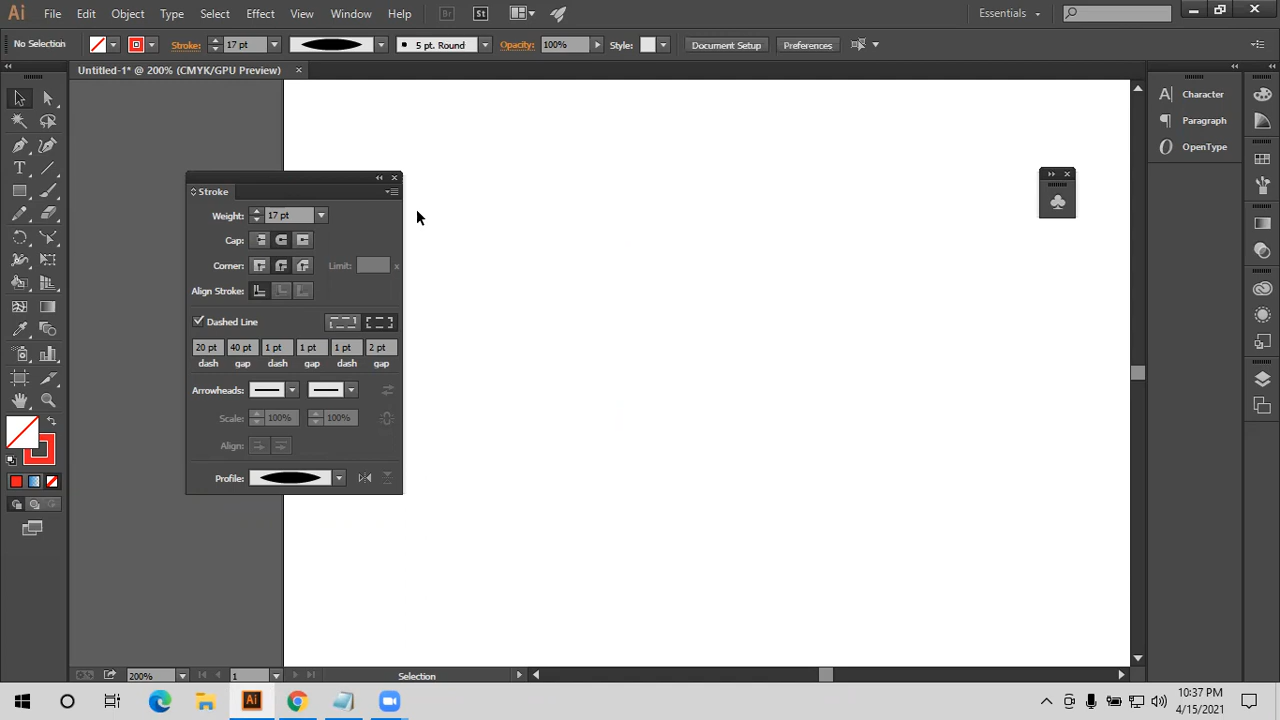 Ai File Edit Object Type Select Effect View Window Help Br St Essentials
No Selection Stroke: 17 pt 5 pt. Round Opacity: 100% Style: Document Setup Preferences
Untitled-1* @ 200% (CMYK/GPU Preview)
Character
Paragraph
OpenType
Stroke
Weight: 17 pt
Cap:
Corner: Limit: x
Align Stroke:
Dashed Line
20 pt 40 pt 1 pt 1 pt 1 pt 2 pt
dash gap dash gap dash gap
Arrowheads:
Scale: 100% 100%
Align:
Profile:
200% 1 Selection
Ai 10:37 PM
4/15/2021